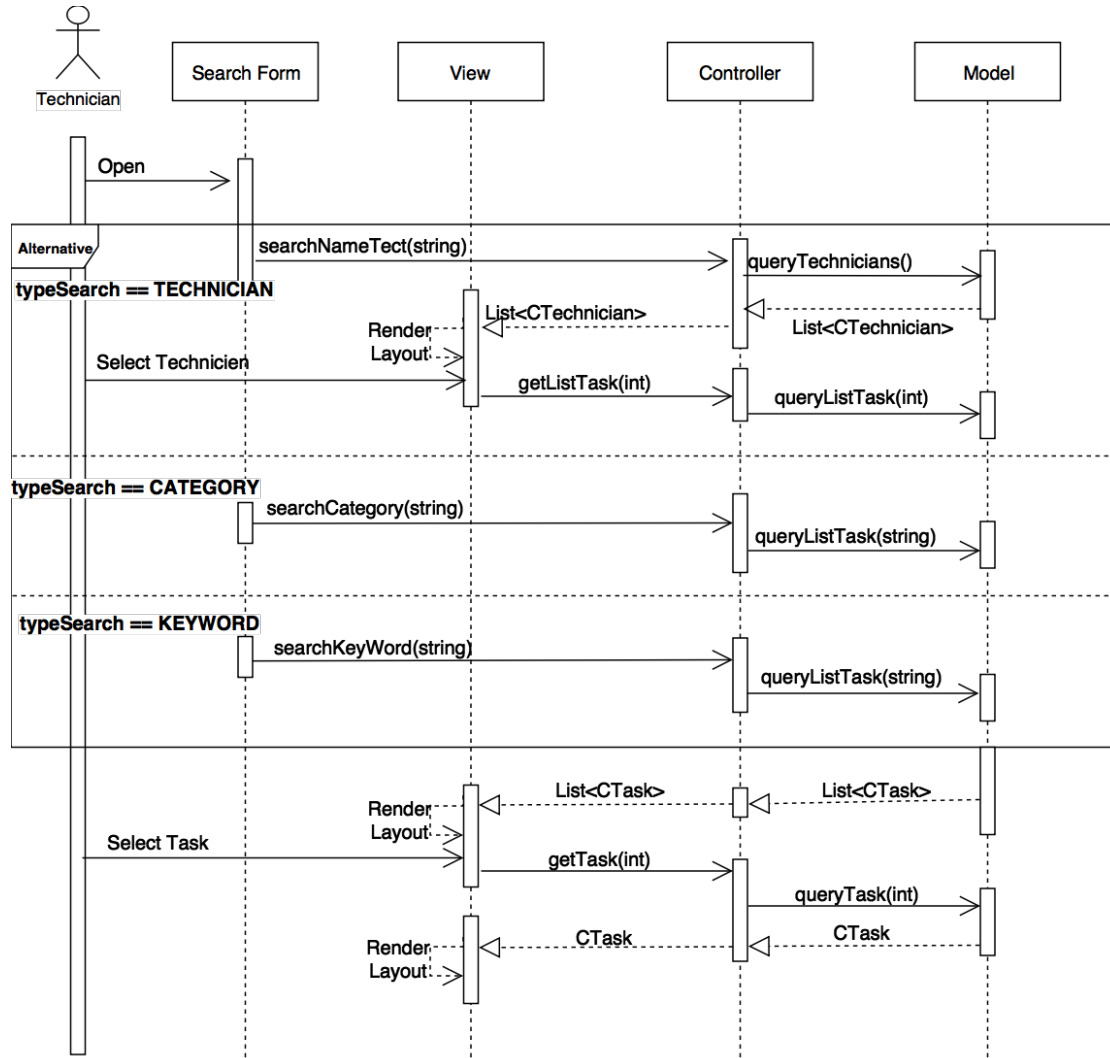 Technician
Search Form
View
Controller
Model
Open
Alternative
searchNameTect(string)
queryTechnicians()
typeSearch == TECHNICIAN
List<CTechnician>
List<CTechnician>
Render
Layout
Select Technicien
getListTask(int)
queryListTask(int)
typeSearch == CATEGORY
searchCategory(string)
queryListTask(string)
typeSearch == KEYWORD
searchKeyWord(string)
queryListTask(string)
List<CTask>
List<CTask>
Render
Layout
Select Task
getTask(int)
queryTask(int)
CTask
CTask
Render
Layout